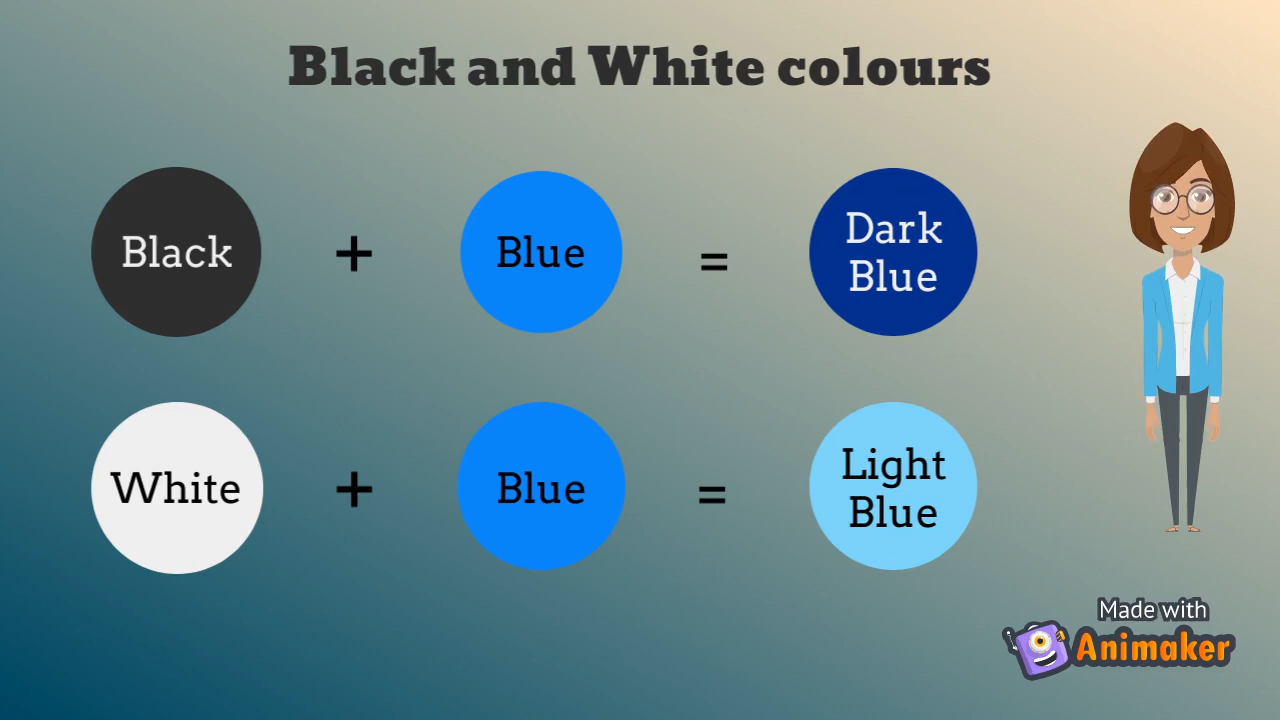 Black and White colours
Black + Blue = Dark Blue
White + Blue = Light Blue
Made with
Animaker